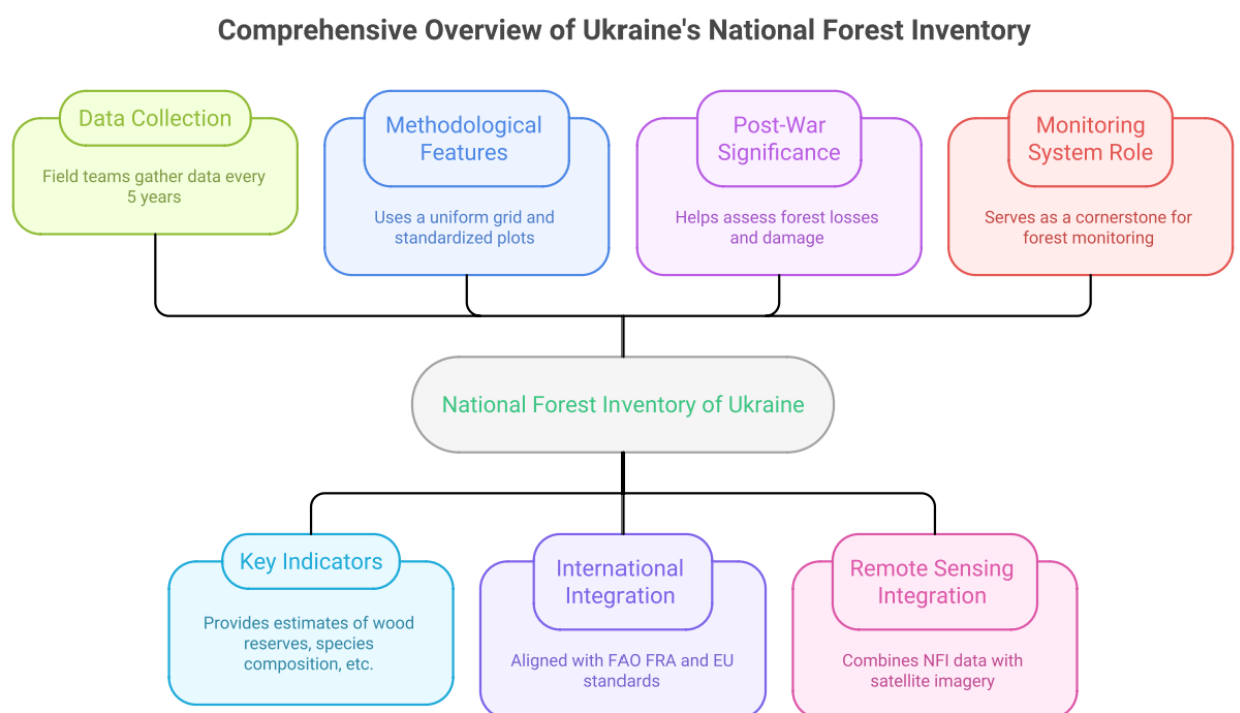 Comprehensive Overview of Ukraine's National Forest Inventory
Data Collection
Field teams gather data every
5 years
Methodological
Features
Uses a uniform grid and
standardized plots
Post-War
Significance
Helps assess forest losses
and damage
Monitoring
System Role
Serves as a cornerstone for
forest monitoring
National Forest Inventory of Ukraine
Key Indicators
Provides estimates of wood
reserves, species
composition, etc.
International
Integration
Aligned with FAO FRA and EU
standards
Remote Sensing
Integration
Combines NFI data with
satellite imagery